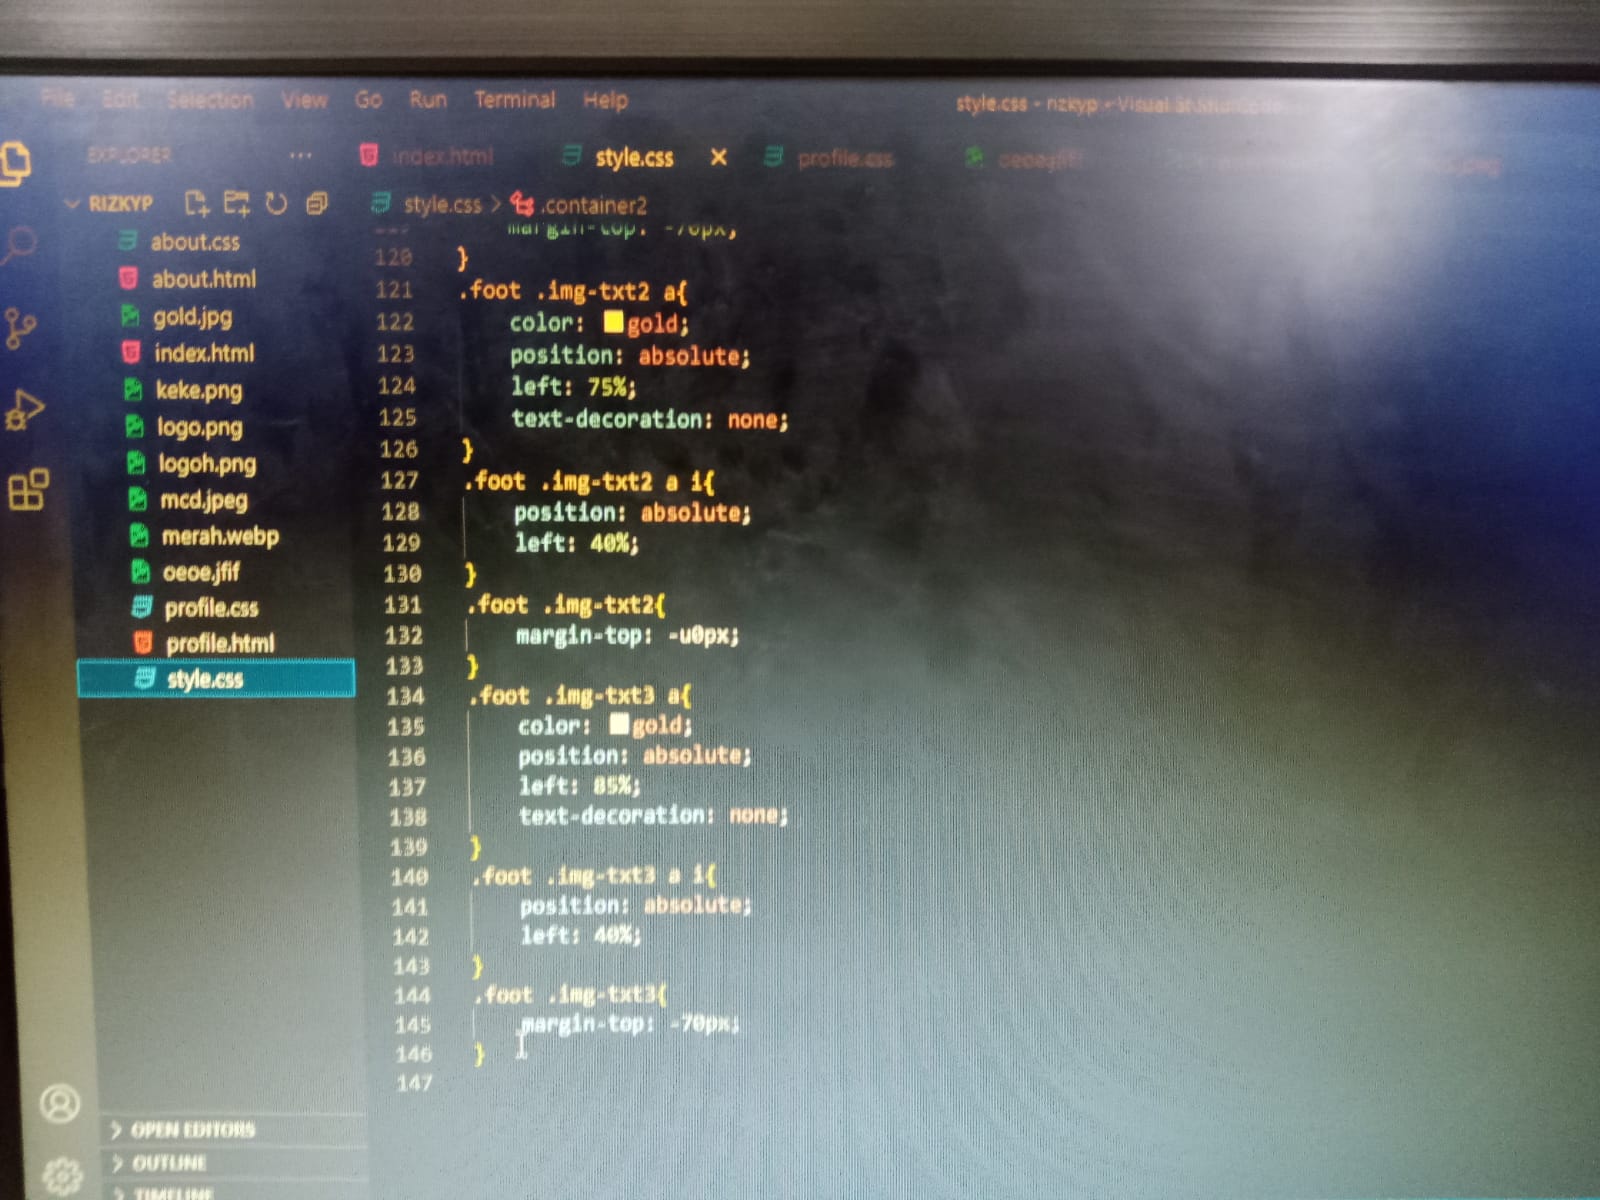 File Edit Selection View Go Run Terminal Help
style.css - rizkyp - Visual Studio Code
EXPLORER ...
index.html
style.css ×
profile.css
oeoe.jfif
RIZKYP
style.css > .container2
about.css
about.html
gold.jpg
index.html
keke.png
logo.png
logoh.png
mcd.jpeg
merah.webp
oeoe.jfif
profile.css
profile.html
style.css
OPEN EDITORS
OUTLINE
TIMELINE
margin-top: -70px;
120 }
121 .foot .img-txt2 a{
122 color: gold;
123 position: absolute;
124 left: 75%;
125 text-decoration: none;
126 }
127 .foot .img-txt2 a i{
128 position: absolute;
129 left: 40%;
130 }
131 .foot .img-txt2{
132 margin-top: -u0px;
133 }
134 .foot .img-txt3 a{
135 color: gold;
136 position: absolute;
137 left: 85%;
138 text-decoration: none;
139 }
140 .foot .img-txt3 a i{
141 position: absolute;
142 left: 40%;
143 }
144 .foot .img-txt3{
145 margin-top: -70px;
146 }
147